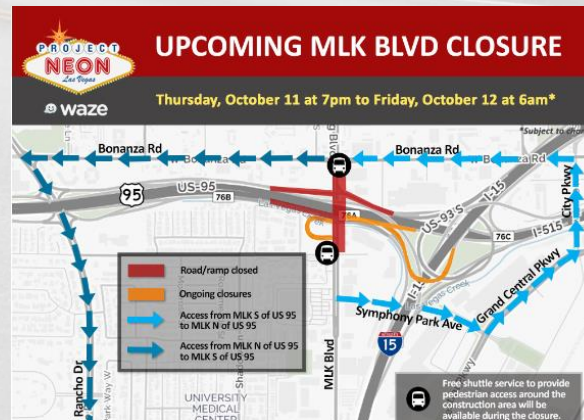 PROJECT
NEON
Las Vegas
UPCOMING MLK BLVD CLOSURE
waze
Thursday, October 11 at 7pm to Friday, October 12 at 6am*
Bonanza Rd
Bonanza Rd
95
US-95
76B
76A
US-93 S
I-15
76C
I-515
City Pkwy
Road/ramp closed
Ongoing closures
Access from MLK S of US 95
to MLK N of US 95
Access from MLK N of US 95
to MLK S of US 95
Symphony Park Ave
Grand Central Pkwy
I-15
15
Rancho Dr
MLK Blvd
UNIVERSITY
MEDICAL
CENTER
Free shuttle service to provide
pedestrian access around the
construction area will be
available during the closure.